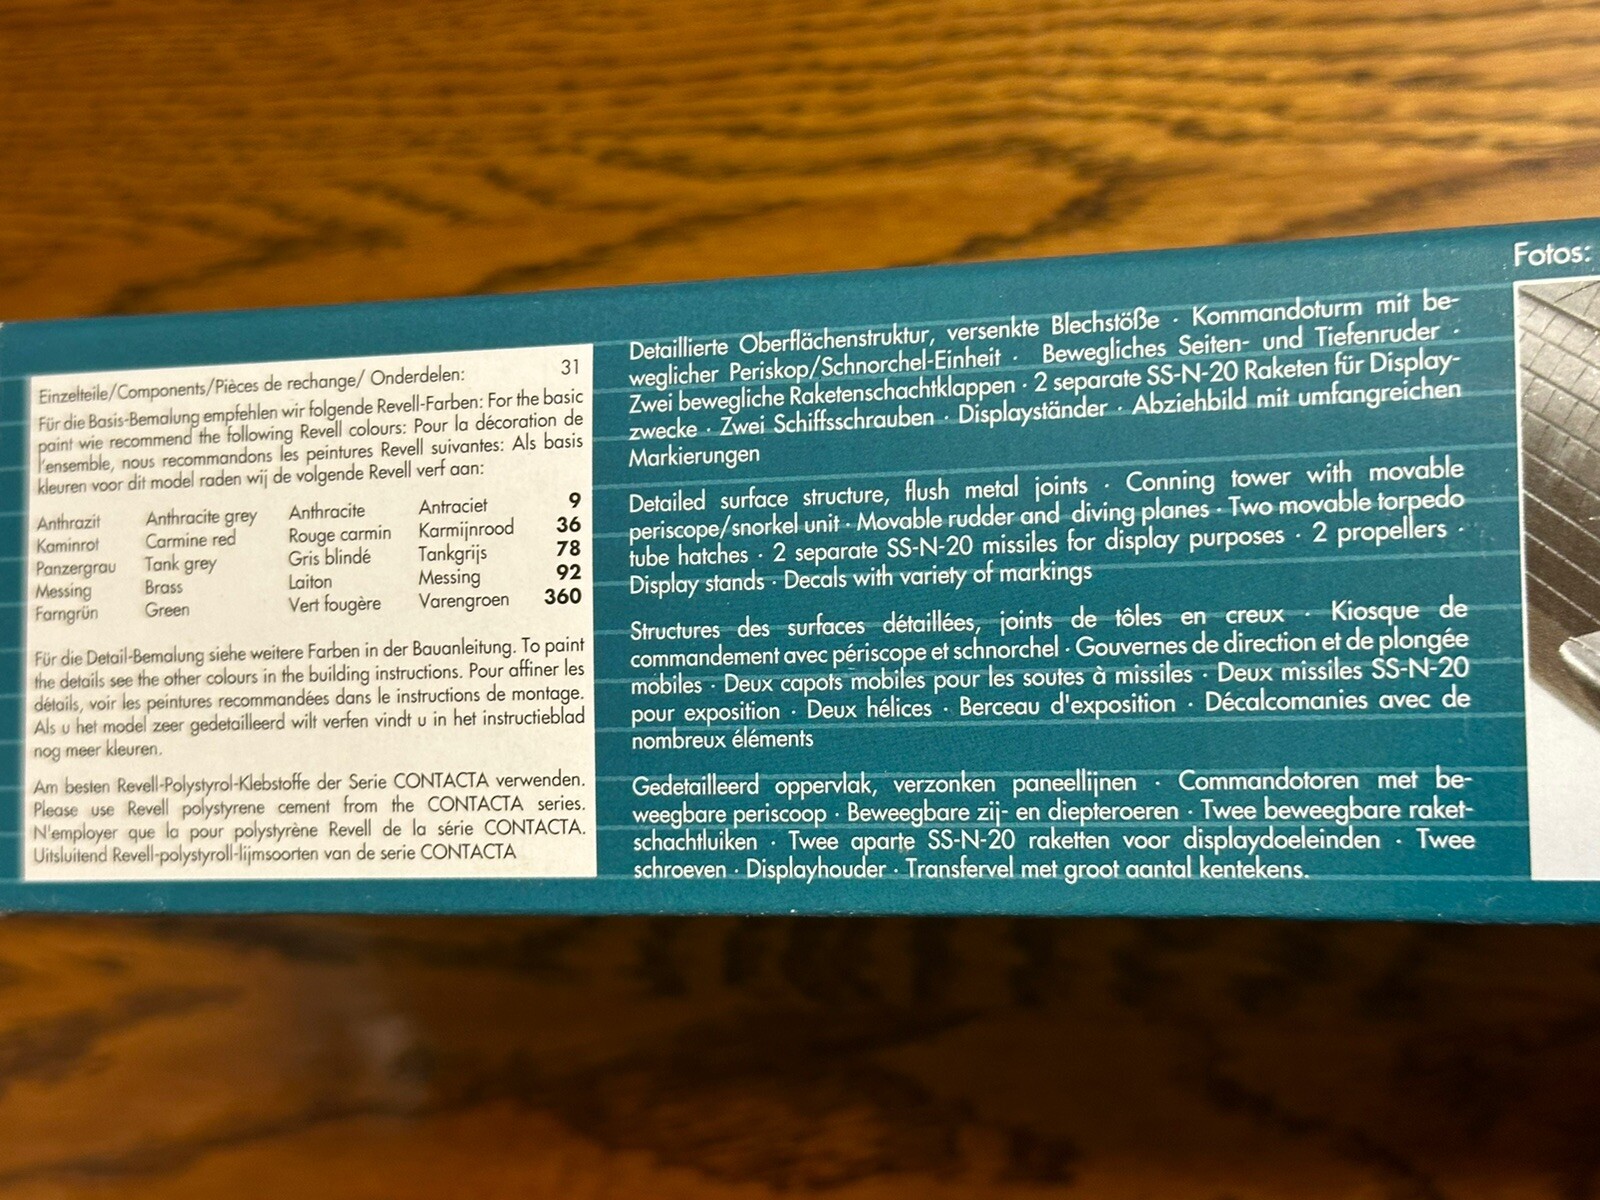 Fotos:
Einzelteile/Components/Pièces de rechange/ Onderdelen: 31
Für die Basis-Bemalung empfehlen wir folgende Revell-Farben: For the basic
paint wie recommend the following Revell colours: Pour la décoration de
l'ensemble, nous recommandons les peintures Revell suivantes: Als basis
kleuren voor dit model raden wij de volgende Revell verf aan:
Anthrazit Anthracite grey Anthracite Antraciet 9
Kaminrot Carmine red Rouge carmin Karmijnrood 36
Panzergrau Tank grey Gris blindé Tankgrijs 78
Messing Brass Laiton Messing 92
Farngrün Green Vert fougère Varengroen 360
Für die Detail-Bemalung siehe weitere Farben in der Bauanleitung. To paint
the details see the other colours in the building instructions. Pour affiner les
détails, voir les peintures recommandées dans le instructions de montage.
Als u het model zeer gedetailleerd wilt verfen vindt u in het instructieblad
nog meer kleuren.
Am besten Revell-Polystyrol-Klebstoffe der Serie CONTACTA verwenden.
Please use Revell polystyrene cement from the CONTACTA series.
N'employer que la pour polystyrène Revell de la série CONTACTA.
Uitsluitend Revell-polystyroll-lijmsoorten van de serie CONTACTA
Detaillierte Oberflächenstruktur, versenkte Blechstöße · Kommandoturm mit be-
weglicher Periskop/Schnorchel-Einheit · Bewegliches Seiten- und Tiefenruder ·
Zwei bewegliche Raketenschachtklappen · 2 separate SS-N-20 Raketen für Display-
zwecke · Zwei Schiffsschrauben · Displayständer · Abziehbild mit umfangreichen
Markierungen
Detailed surface structure, flush metal joints · Conning tower with movable
periscope/snorkel unit · Movable rudder and diving planes · Two movable torpedo
tube hatches · 2 separate SS-N-20 missiles for display purposes · 2 propellers ·
Display stands · Decals with variety of markings
Structures des surfaces détaillées, joints de tôles en creux · Kiosque de
commandement avec périscope et schnorchel · Gouvernes de direction et de plongée
mobiles · Deux capots mobiles pour les soutes à missiles · Deux missiles SS-N-20
pour exposition · Deux hélices · Berceau d'exposition · Décalcomanies avec de
nombreux éléments
Gedetailleerd oppervlak, verzonken paneellijnen · Commandotoren met be-
weegbare periscoop · Beweegbare zij- en diepteroeren · Twee beweegbare raket-
schachtluiken · Twee aparte SS-N-20 raketten voor displaydoeleinden · Twee
schroeven · Displayhouder · Transfervel met groot aantal kentekens.